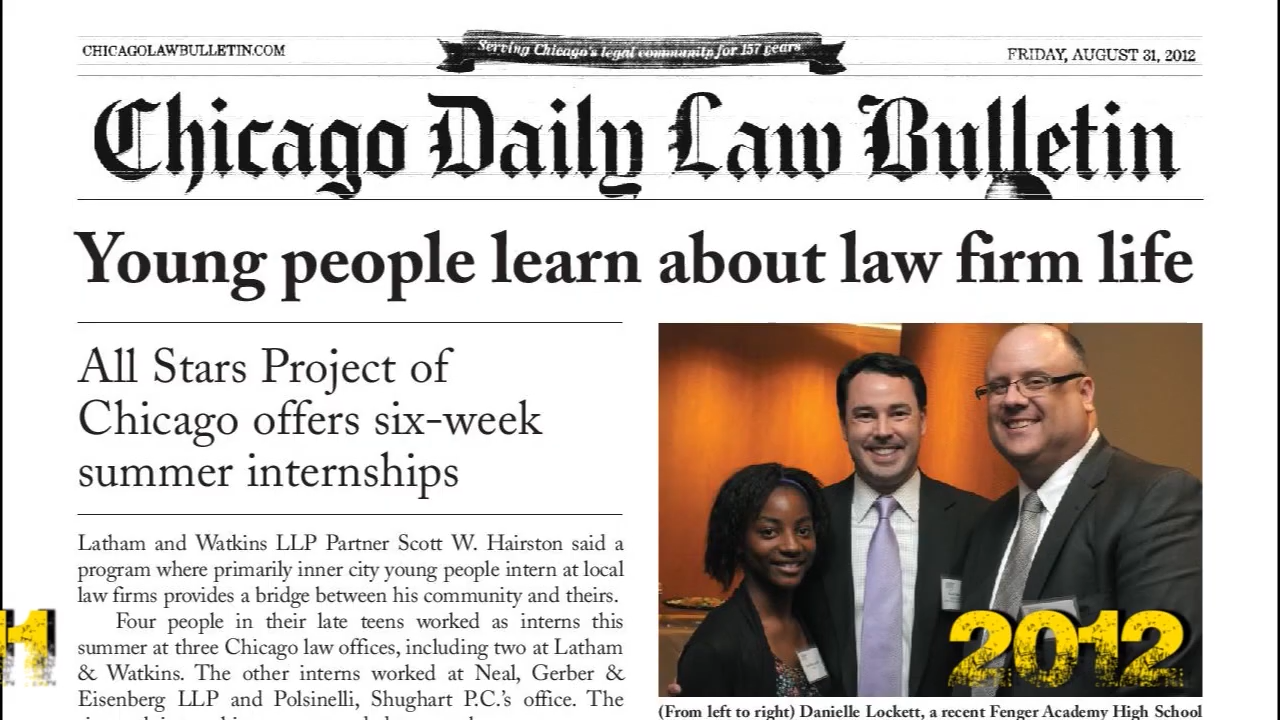 CHICAGOLAWBULLETIN.COM
Serving Chicago's legal community for 157 years
FRIDAY, AUGUST 31, 2012
Chicago Daily Law Bulletin
Young people learn about law firm life
All Stars Project of
Chicago offers six-week
summer internships
Latham and Watkins LLP Partner Scott W. Hairston said a
program where primarily inner city young people intern at local
law firms provides a bridge between his community and theirs.
Four people in their late teens worked as interns this
summer at three Chicago law offices, including two at Latham
& Watkins. The other interns worked at Neal, Gerber &
Eisenberg LLP and Polsinelli, Shughart P.C.'s office. The
2012
(From left to right) Danielle Lockett, a recent Fenger Academy High School